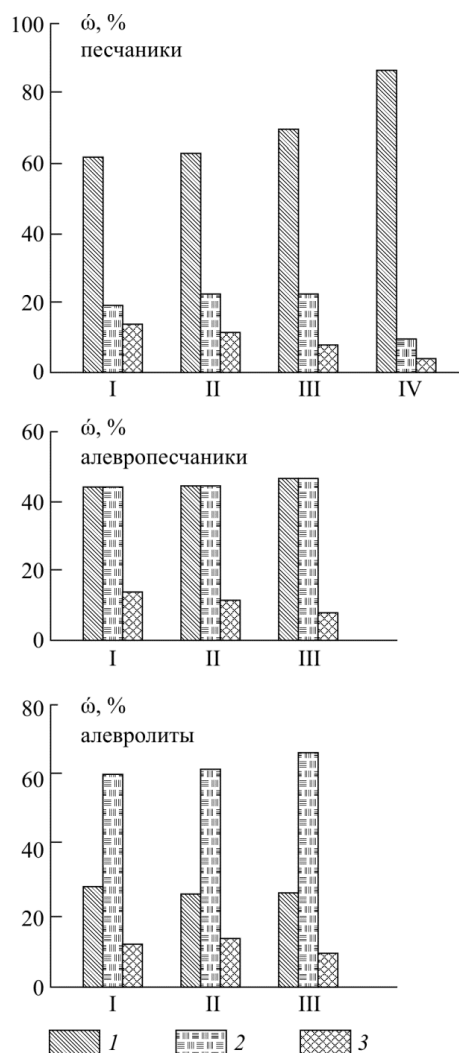 ώ, %
песчаники
100
80
60
40
20
0
I II III IV
ώ, %
алевропесчаники
60
40
20
0
I II III
ώ, %
алевролиты
80
60
40
20
0
I II III
1 2 3